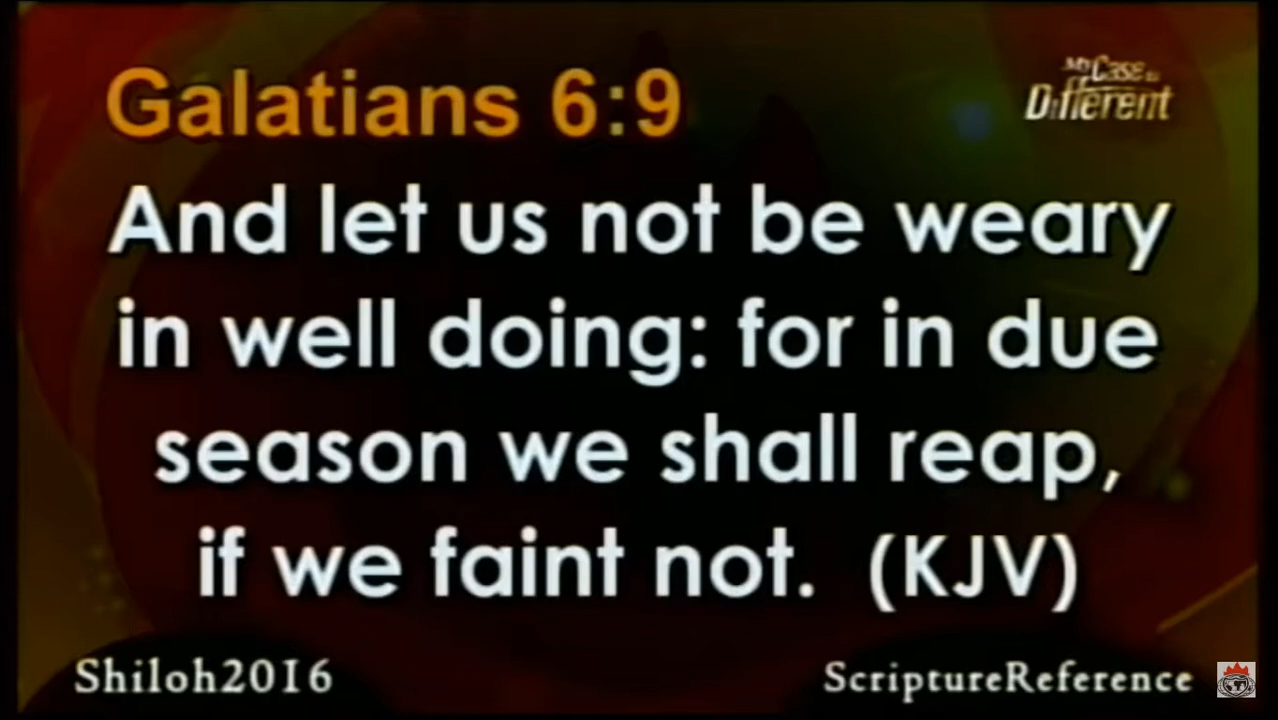 Galatians 6:9
My Case is
Different
And let us not be weary
in well doing: for in due
season we shall reap,
if we faint not. (KJV)
Shiloh2016
ScriptureReference